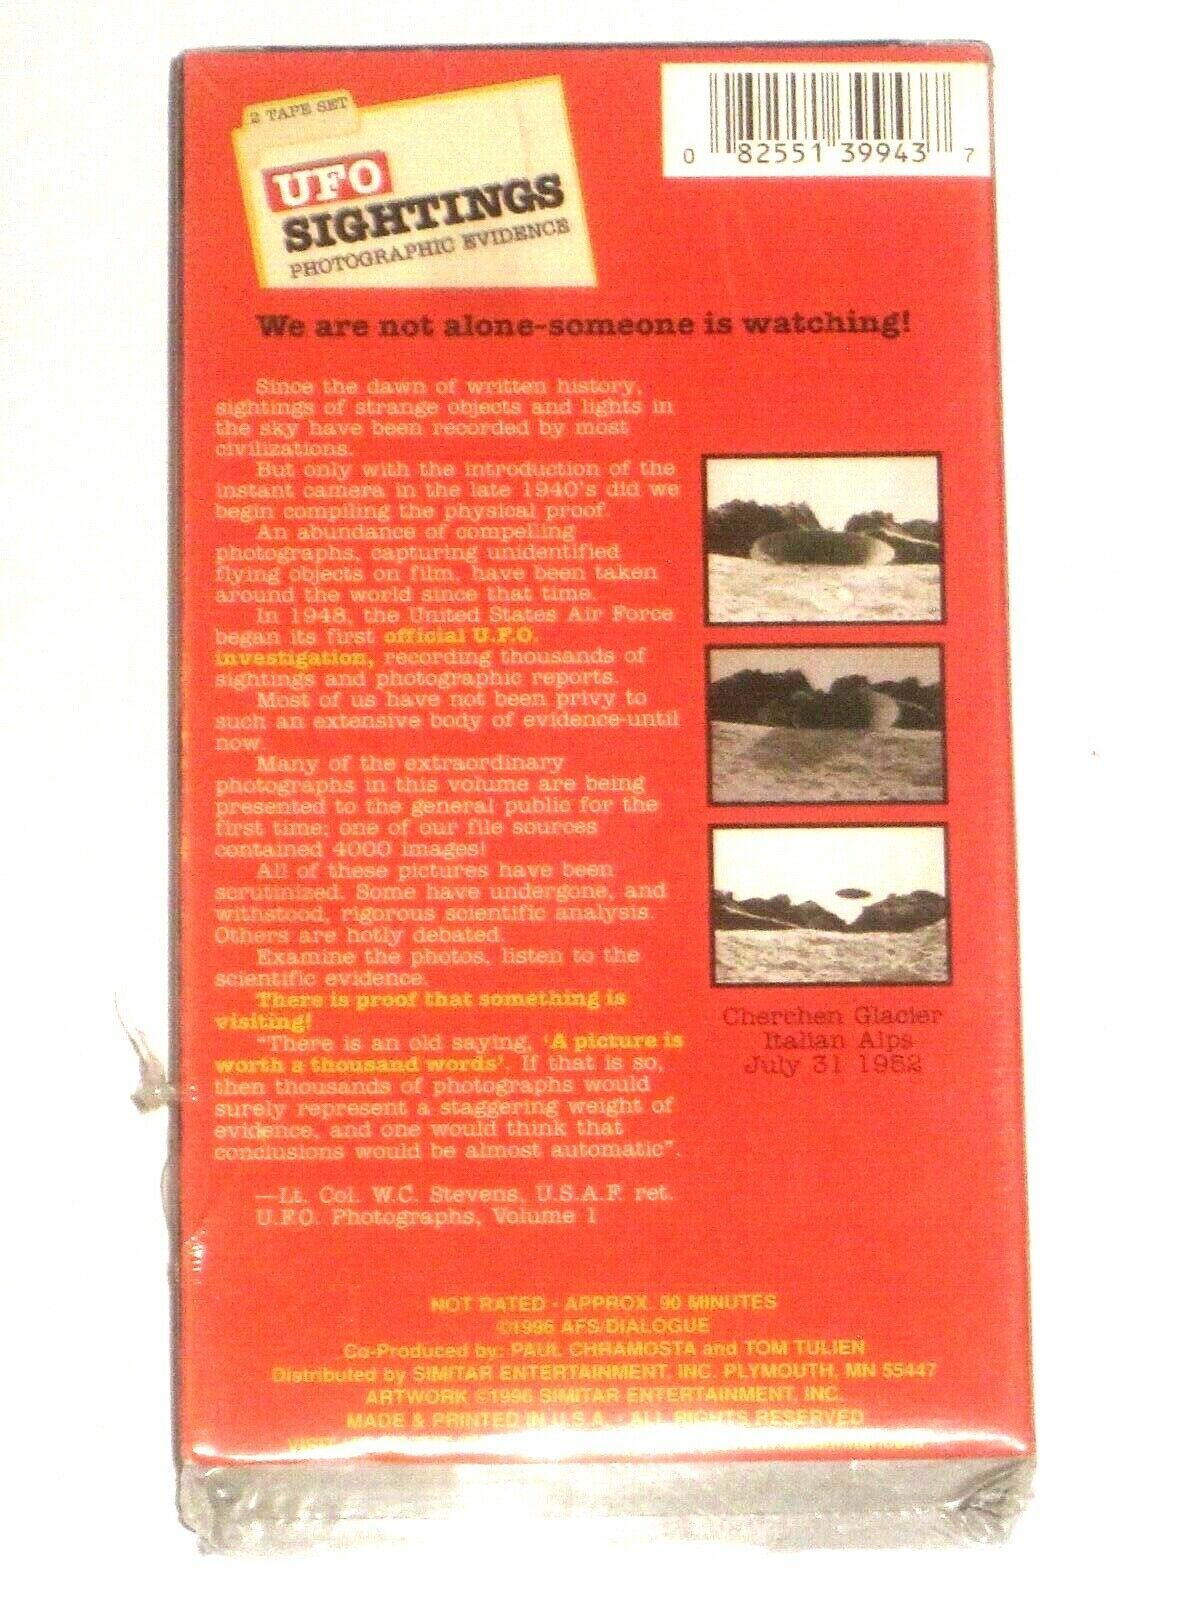 2 TAPE SET
UFO
SIGHTINGS
PHOTOGRAPHIC EVIDENCE
0 82551 39943 7
We are not alone-someone is watching!
Since the dawn of written history,
sightings of strange objects and lights in
the sky have been recorded by most
civilizations.
But only with the introduction of the
instant camera in the late 1940's did we
begin compiling the physical proof.
An abundance of compelling
photographs, capturing unidentified
flying objects on film, have been taken
around the world since that time.
In 1948, the United States Air Force
began its first official U.F.O.
investigation, recording thousands of
sightings and photographic reports.
Most of us have not been privy to
such an extensive body of evidence-until
now.
Many of the extraordinary
photographs in this volume are being
presented to the general public for the
first time; one of our file sources
contained 4000 images!
All of these pictures have been
scrutinized. Some have undergone, and
withstood, rigorous scientific analysis.
Others are hotly debated.
Examine the photos, listen to the
scientific evidence.
There is proof that something is
visiting!
"There is an old saying, 'A picture is
worth a thousand words'. If that is so,
then thousands of photographs would
surely represent a staggering weight of
evidence, and one would think that
conclusions would be almost automatic".
—Lt. Col. W.C. Stevens, U.S.A.F. ret.
U.F.O. Photographs, Volume 1
Cherchen Glacier
Italian Alps
July 31 1952
NOT RATED - APPROX. 90 MINUTES
©1996 AFS/DIALOGUE
Co-Produced by: PAUL CHRAMOSTA and TOM TULIEN
Distributed by SIMITAR ENTERTAINMENT, INC. PLYMOUTH, MN 55447
ARTWORK ©1996 SIMITAR ENTERTAINMENT, INC.
MADE & PRINTED IN U.S.A. - ALL RIGHTS RESERVED